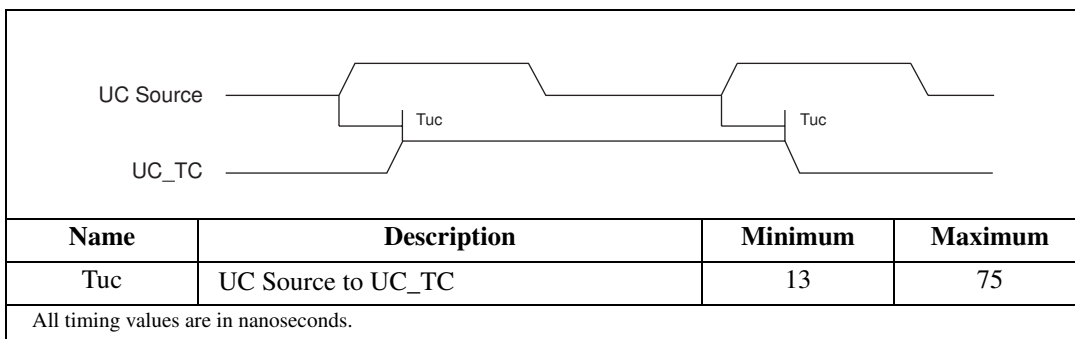 UC Source
Tuc Tuc
UC_TC
Name Description Minimum Maximum
Tuc UC Source to UC_TC 13 75
All timing values are in nanoseconds.